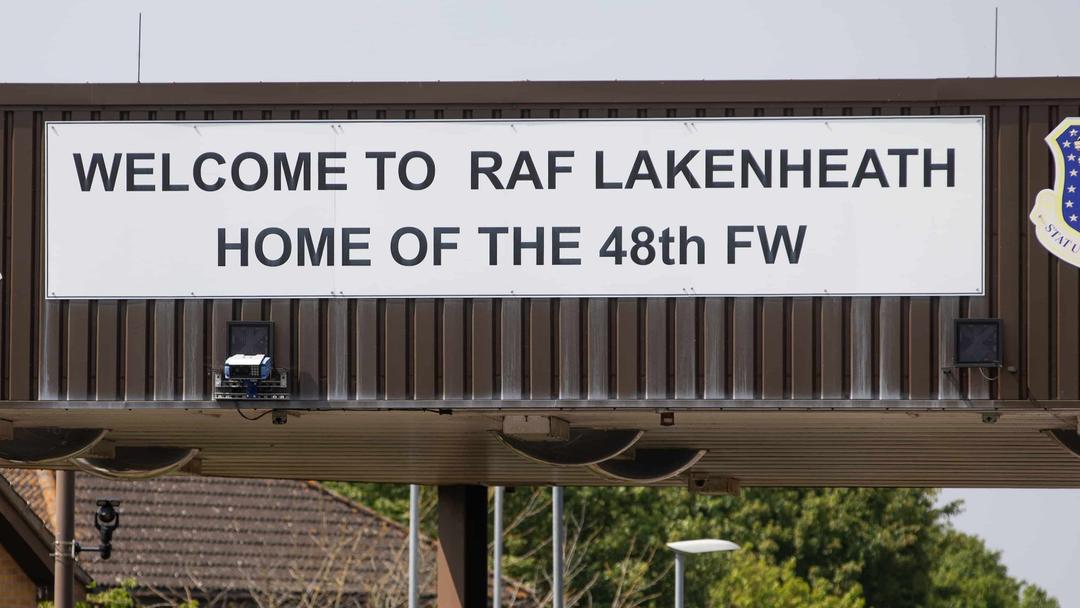 WELCOME TO RAF LAKENHEATH
HOME OF THE 48th FW